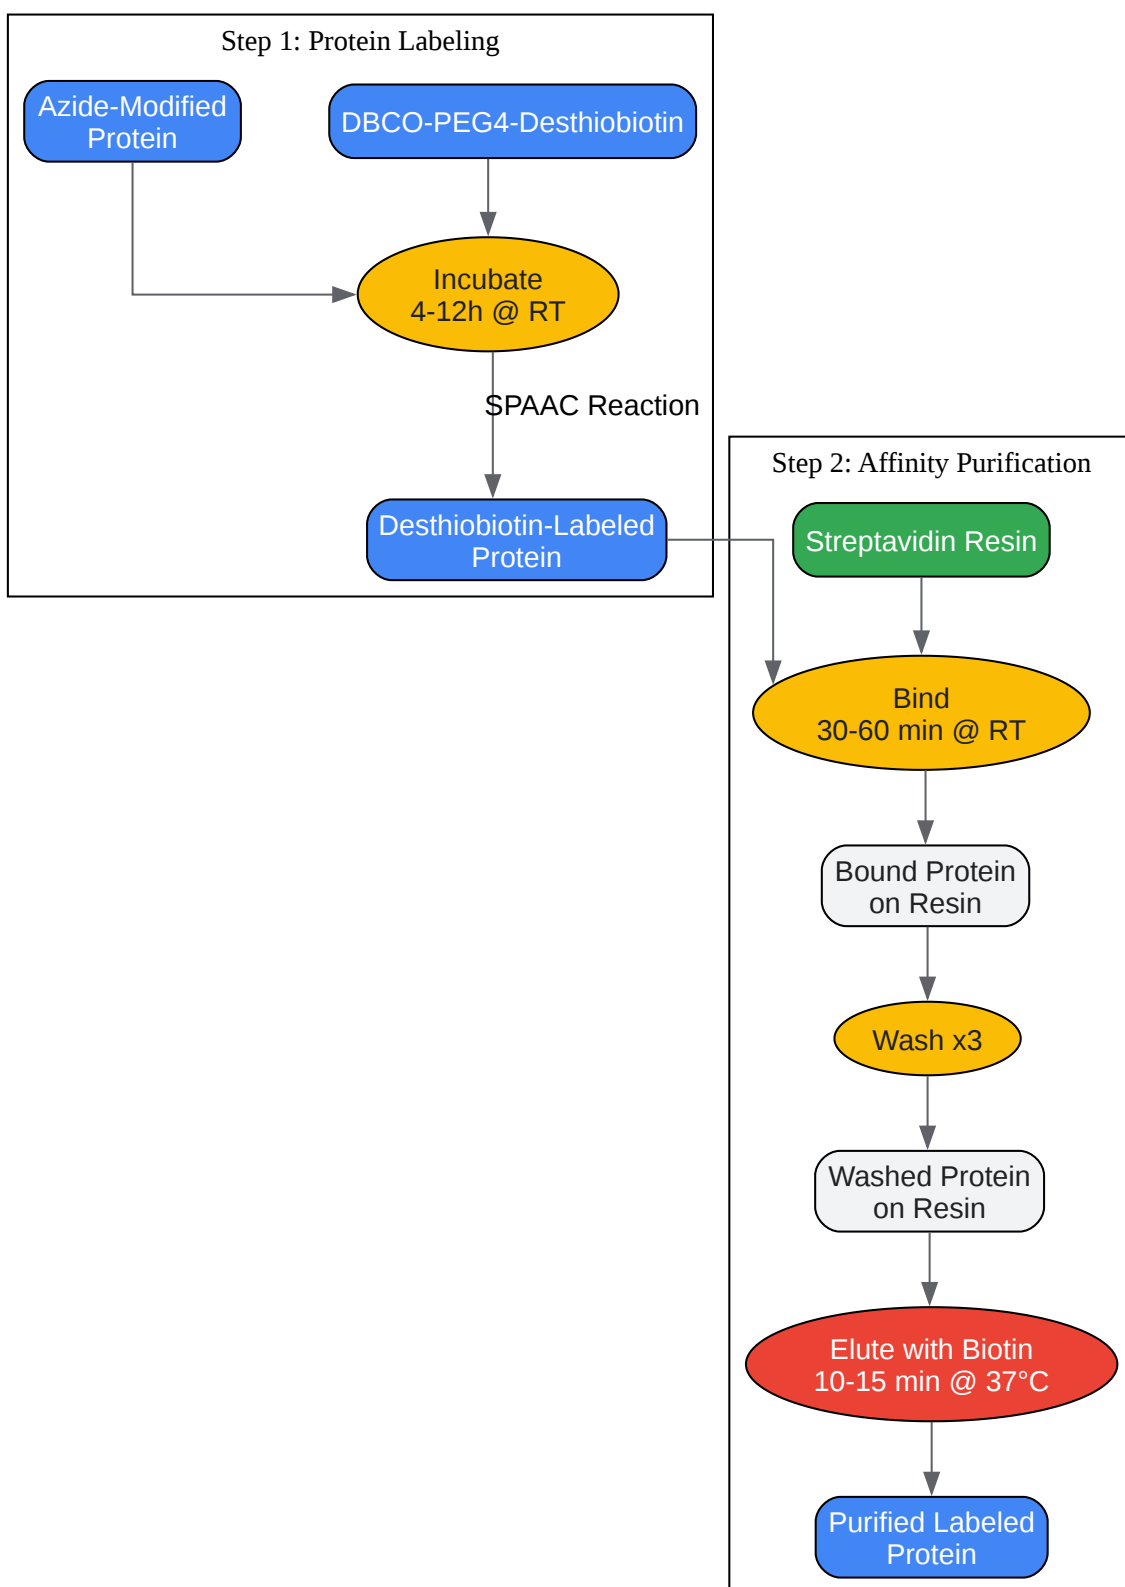 Step 1: Protein Labeling
Azide-Modified
Protein
DBCO-PEG4-Desthiobiotin
Incubate
4-12h @ RT
SPAAC Reaction
Desthiobiotin-Labeled
Protein
Step 2: Affinity Purification
Streptavidin Resin
Bind
30-60 min @ RT
Bound Protein
on Resin
Wash x3
Washed Protein
on Resin
Elute with Biotin
10-15 min @ 37°C
Purified Labeled
Protein